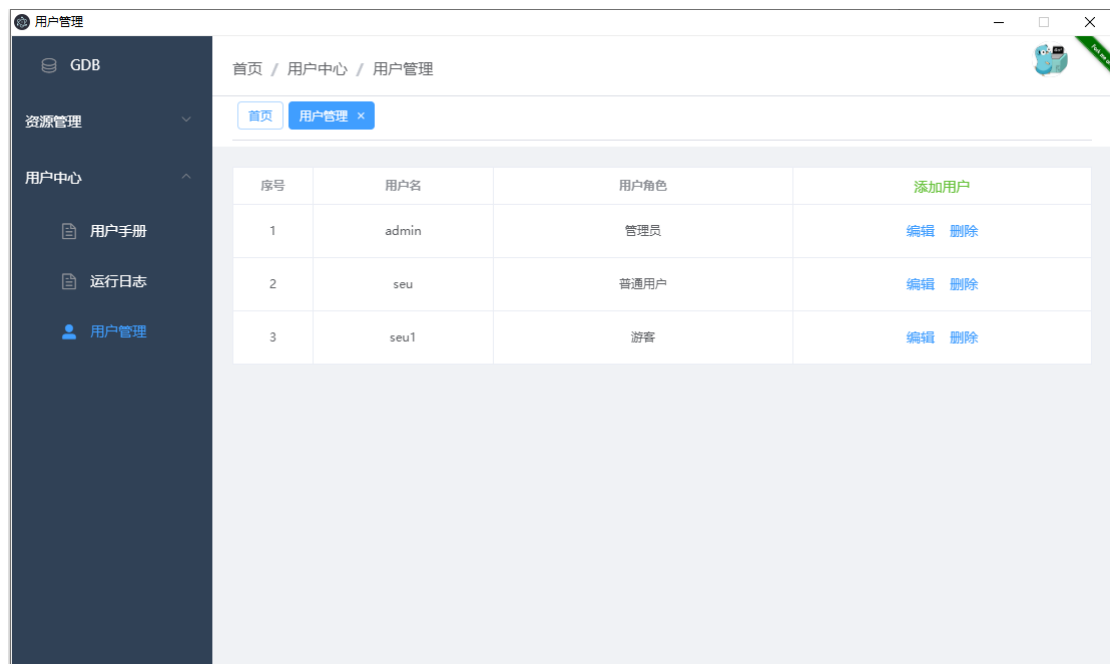 用户管理
GDB
资源管理
用户中心
用户手册
运行日志
用户管理
首页 / 用户中心 / 用户管理
首页 用户管理 ×
序号 用户名 用户角色 添加用户
1 admin 管理员 编辑 删除
2 seu 普通用户 编辑 删除
3 seu1 游客 编辑 删除